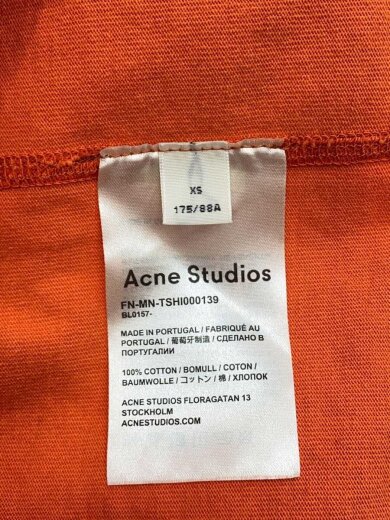 XS
175/88A
Acne Studios
FN-MN-TSHI000139
BL0157-
MADE IN PORTUGAL / FABRIQUÉ AU
PORTUGAL / 葡萄牙制造 / СДЕЛАНО В
ПОРТУГАЛИИ
100% COTTON / BOMULL / COTON /
BAUMWOLLE / コットン / 棉 / ХЛОПОК
ACNE STUDIOS FLORAGATAN 13
STOCKHOLM
ACNESTUDIOS.COM